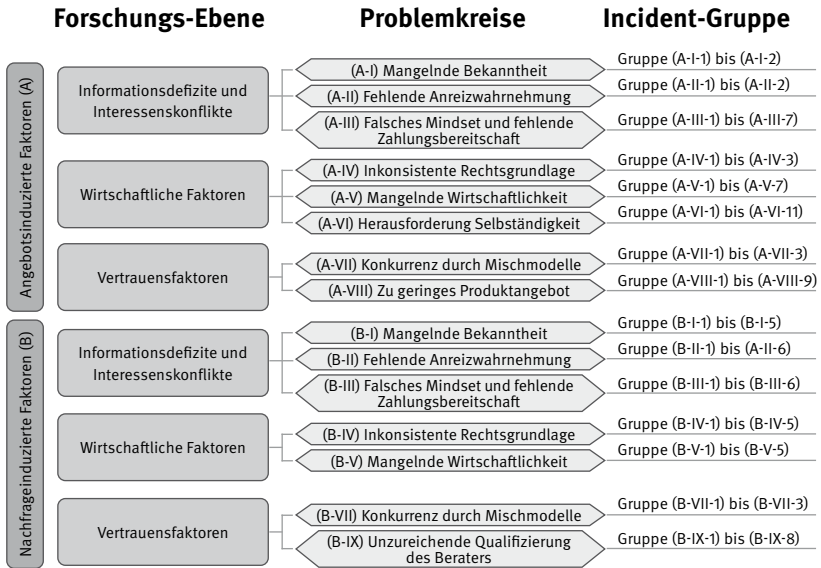 Forschungs-Ebene Problemkreise Incident-Gruppe
Angebotsinduzierte Faktoren (A)
Informationsdefizite und
Interessenskonflikte
(A-I) Mangelnde Bekanntheit
Gruppe (A-I-1) bis (A-I-2)
(A-II) Fehlende Anreizwahrnehmung
Gruppe (A-II-1) bis (A-II-2)
(A-III) Falsches Mindset und fehlende
Zahlungsbereitschaft
Gruppe (A-III-1) bis (A-III-7)
Wirtschaftliche Faktoren
(A-IV) Inkonsistente Rechtsgrundlage
Gruppe (A-IV-1) bis (A-IV-3)
(A-V) Mangelnde Wirtschaftlichkeit
Gruppe (A-V-1) bis (A-V-7)
(A-VI) Herausforderung Selbständigkeit
Gruppe (A-VI-1) bis (A-VI-11)
Vertrauensfaktoren
(A-VII) Konkurrenz durch Mischmodelle
Gruppe (A-VII-1) bis (A-VII-3)
(A-VIII) Zu geringes Produktangebot
Gruppe (A-VIII-1) bis (A-VIII-9)
Nachfrageinduzierte Faktoren (B)
Informationsdefizite und
Interessenskonflikte
(B-I) Mangelnde Bekanntheit
Gruppe (B-I-1) bis (B-I-5)
(B-II) Fehlende Anreizwahrnehmung
Gruppe (B-II-1) bis (A-II-6)
(B-III) Falsches Mindset und fehlende
Zahlungsbereitschaft
Gruppe (B-III-1) bis (B-III-6)
Wirtschaftliche Faktoren
(B-IV) Inkonsistente Rechtsgrundlage
Gruppe (B-IV-1) bis (B-IV-5)
(B-V) Mangelnde Wirtschaftlichkeit
Gruppe (B-V-1) bis (B-V-5)
Vertrauensfaktoren
(B-VII) Konkurrenz durch Mischmodelle
Gruppe (B-VII-1) bis (B-VII-3)
(B-IX) Unzureichende Qualifizierung
des Beraters
Gruppe (B-IX-1) bis (B-IX-8)